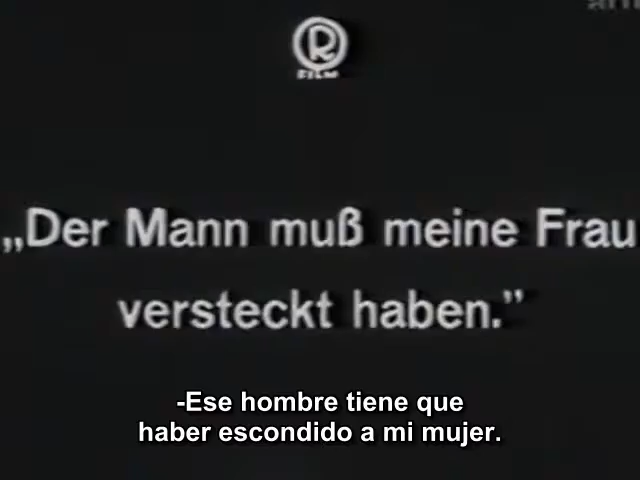 R
FILM
„Der Mann muß meine Frau
versteckt haben.”
-Ese hombre tiene que
haber escondido a mi mujer.